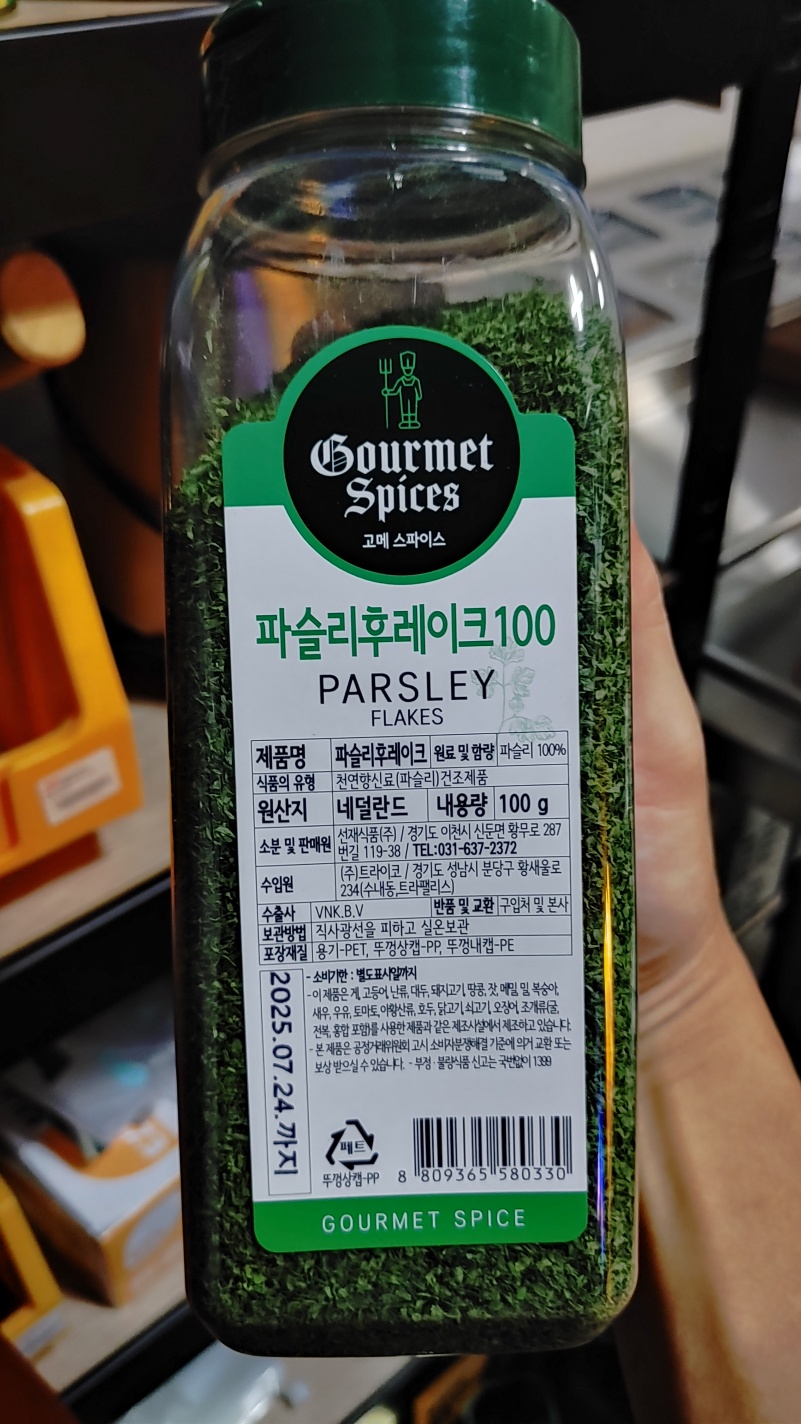 Gourmet
Spices
고메 스파이스
파슬리후레이크100
PARSLEY
FLAKES
제품명 파슬리후레이크 원료 및 함량 파슬리 100%
식품의 유형 천연향신료(파슬리)건조제품
원산지 네덜란드 내용량 100 g
소분 및 판매원 선재식품(주) / 경기도 이천시 신둔면 황무로 287
번길 119-38 / TEL:031-637-2372
수입원 (주)트라이코 / 경기도 성남시 분당구 황새울로
234(수내동,트라팰리스)
수출사 VNK.B.V 반품 및 교환 구입처 및 본사
보관방법 직사광선을 피하고 실온보관
포장재질 용기-PET, 뚜껑상캡-PP, 뚜껑내캡-PE
2025.07.24.까지
- 소비기한 : 별도표시일까지
- 이 제품은 게, 고등어, 난류, 대두, 돼지고기, 땅콩, 잣, 메밀, 밀, 복숭아,
새우, 우유, 토마토, 아황산류, 호두, 닭고기, 쇠고기, 오징어, 조개류(굴,
전복, 홍합 포함)를 사용한 제품과 같은 제조시설에서 제조하고 있습니다.
- 본 제품은 공정거래위원회 고시 소비자분쟁해결 기준에 의거 교환 또는
보상 받으실 수 있습니다. - 부정·불량식품 신고는 국번없이 1399
페트
뚜껑상캡-PP
8 809365 580330
GOURMET SPICE